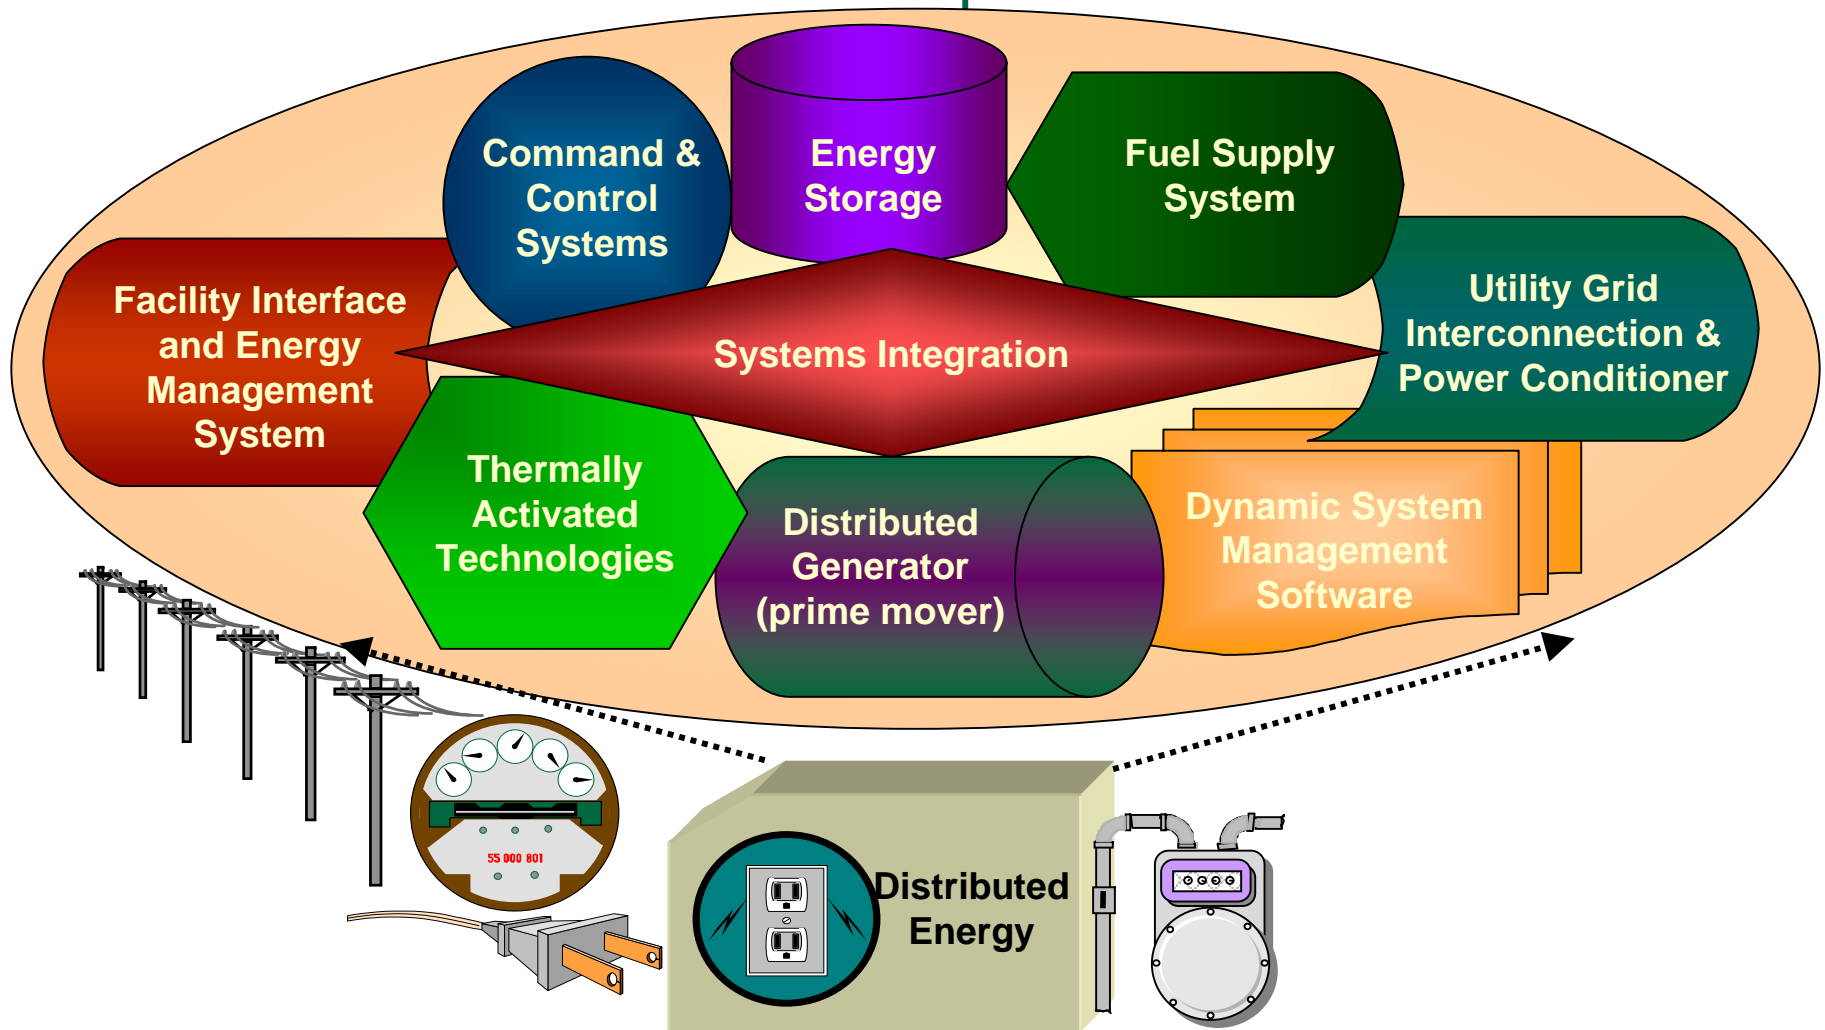 Command &
Control
Systems
Energy
Storage
Fuel Supply
System
Facility Interface
and Energy
Management
System
Systems Integration
Utility Grid
Interconnection &
Power Conditioner
Thermally
Activated
Technologies
Distributed
Generator
(prime mover)
Dynamic System
Management
Software
55 000 801
Distributed
Energy